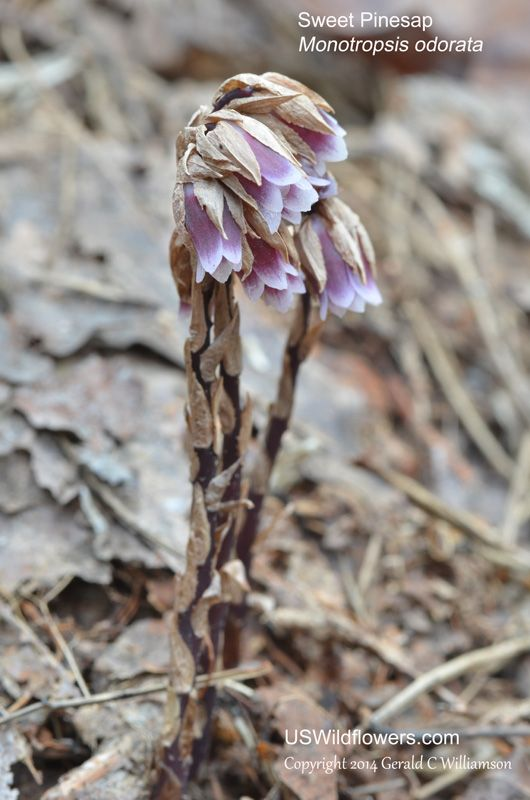 Sweet Pinesap
Monotropsis odorata
USWildflowers.com
Copyright 2014 Gerald C Williamson